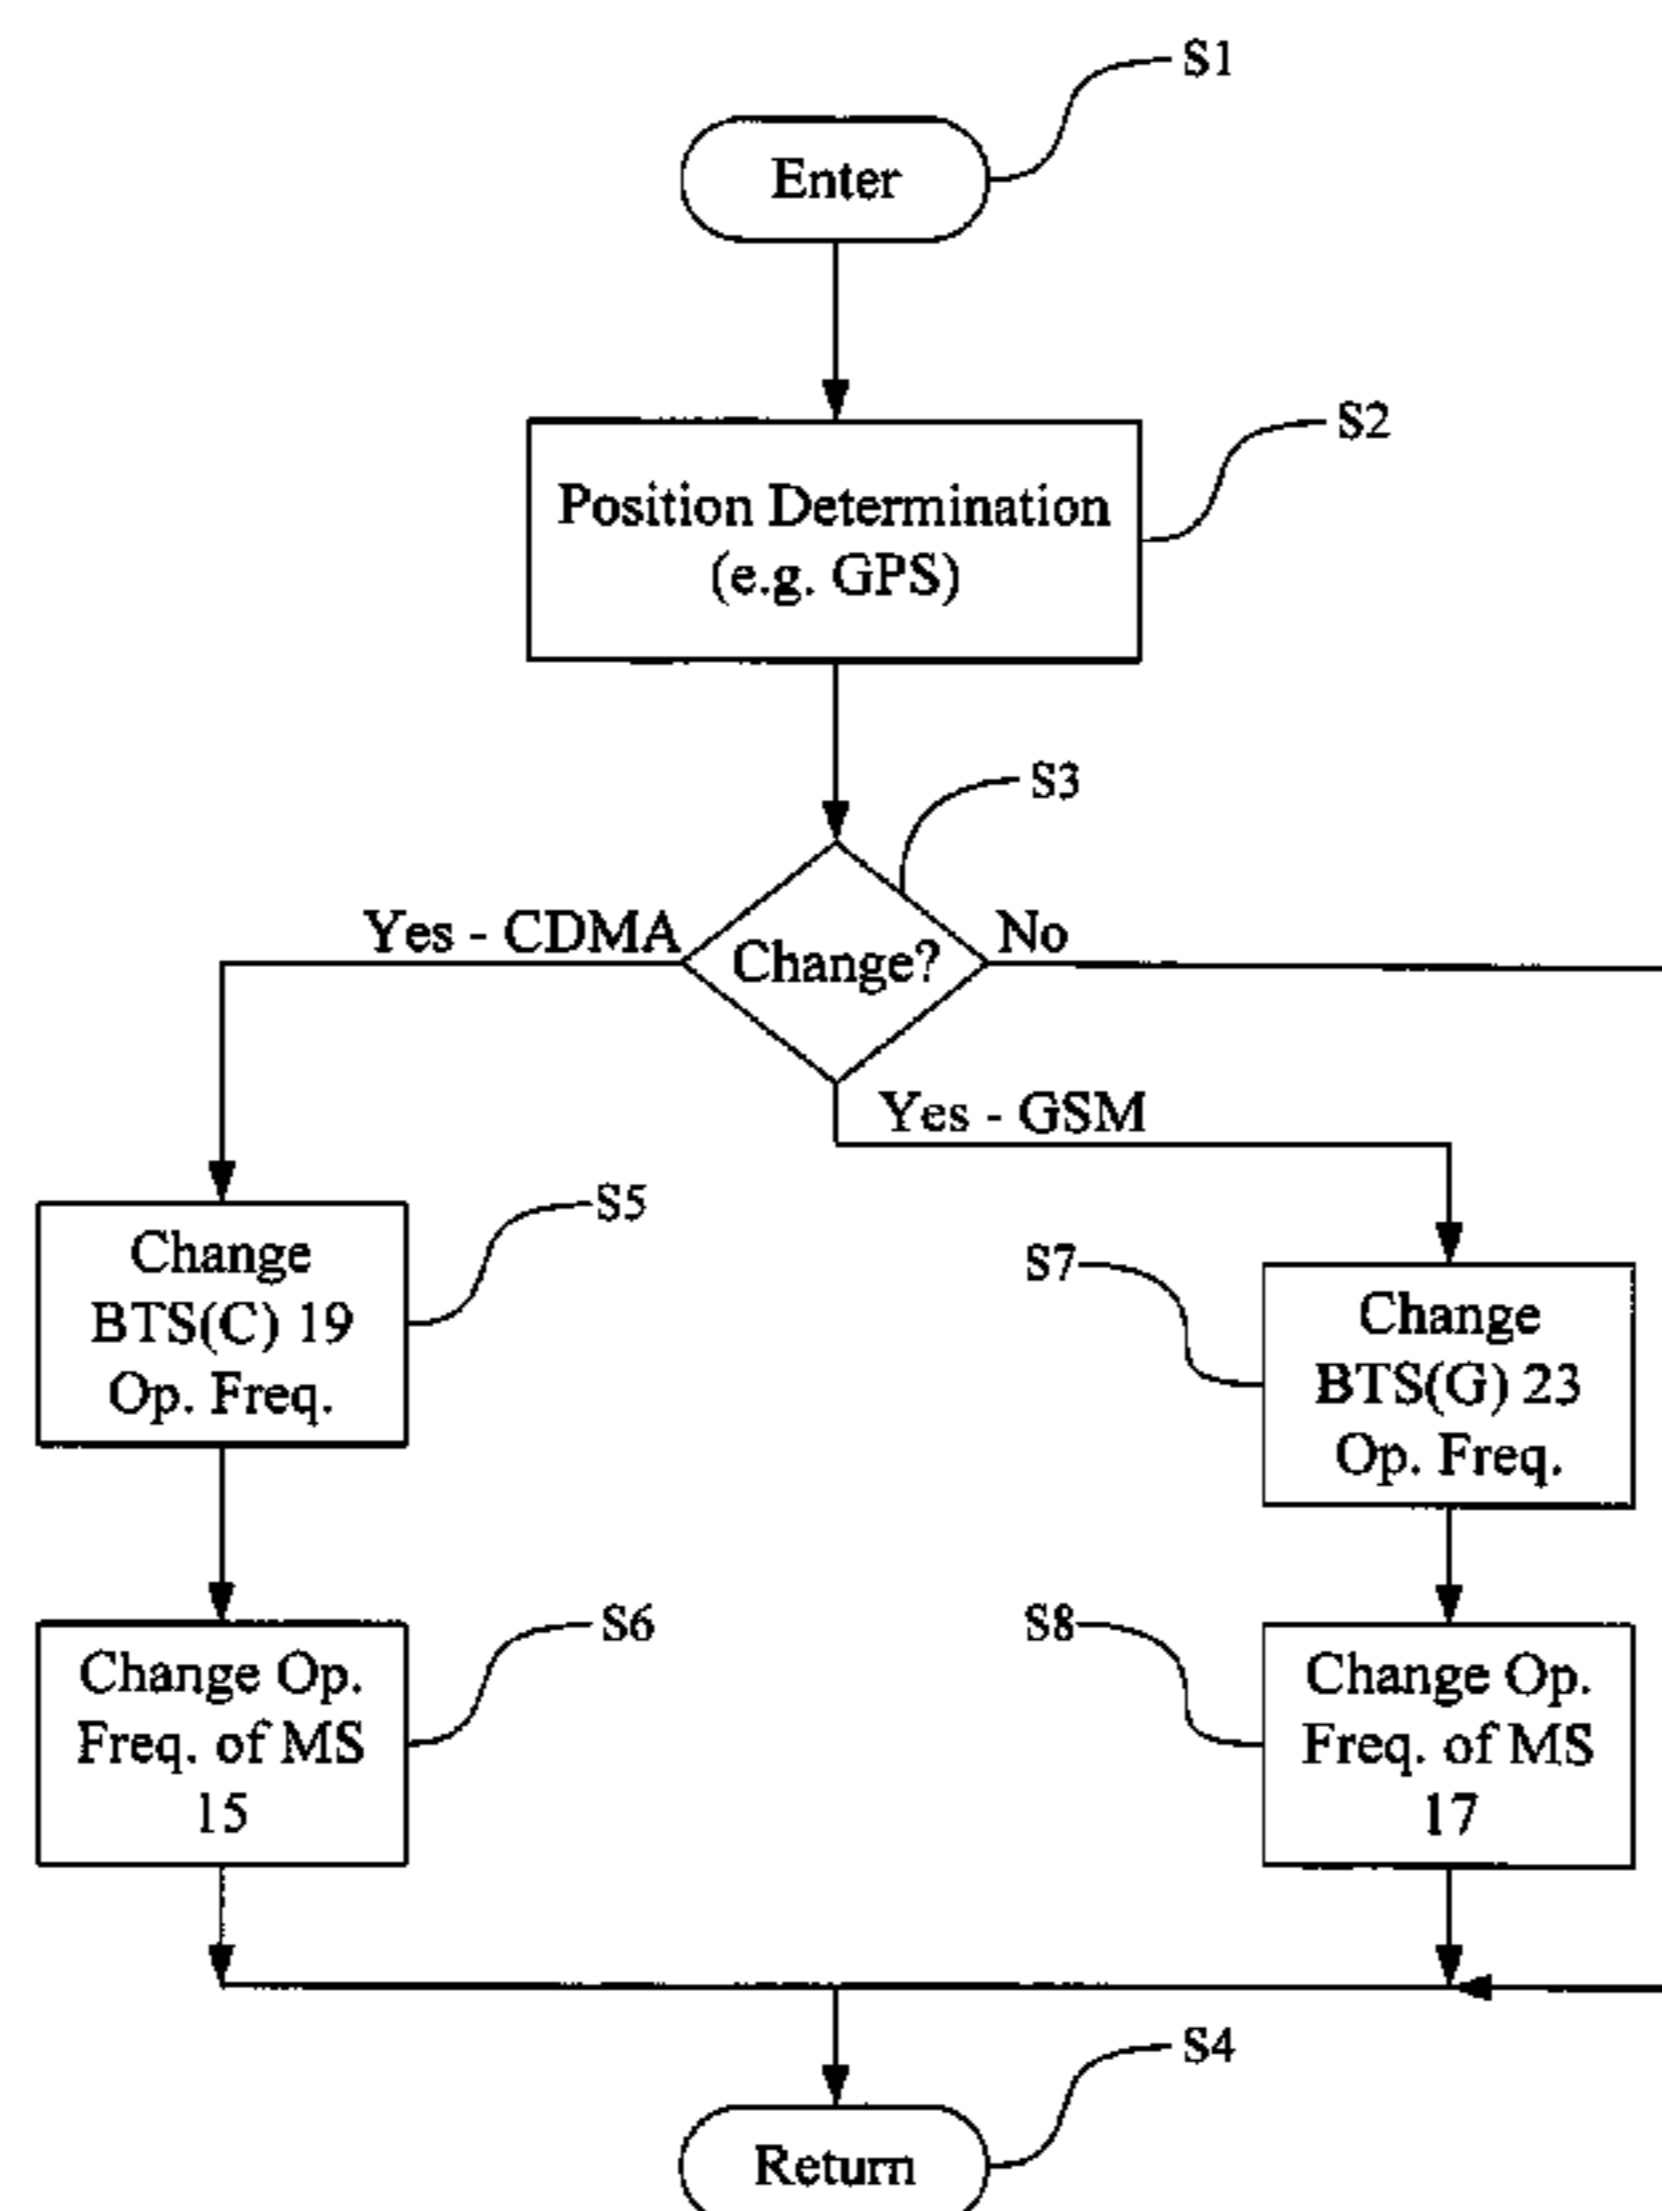 S1
Enter
S2
Position Determination
(e.g. GPS)
S3
Yes - CDMA
Change?
No
Yes - GSM
S5
Change
BTS(C) 19
Op. Freq.
S7
Change
BTS(G) 23
Op. Freq.
S6
Change Op.
Freq. of MS
15
S8
Change Op.
Freq. of MS
17
S4
Return